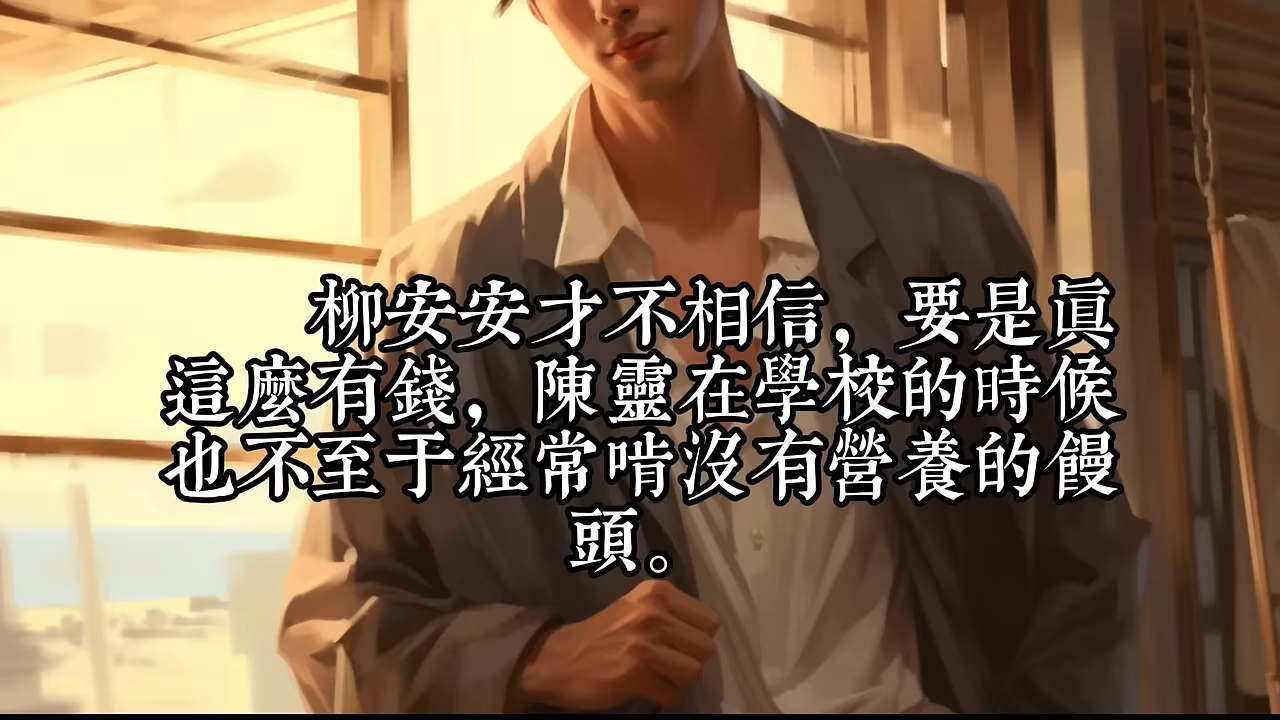 柳安安才不相信，要是眞
這麼有錢，陳靈在學校的時候
也不至于經常啃沒有營養的饅
頭。